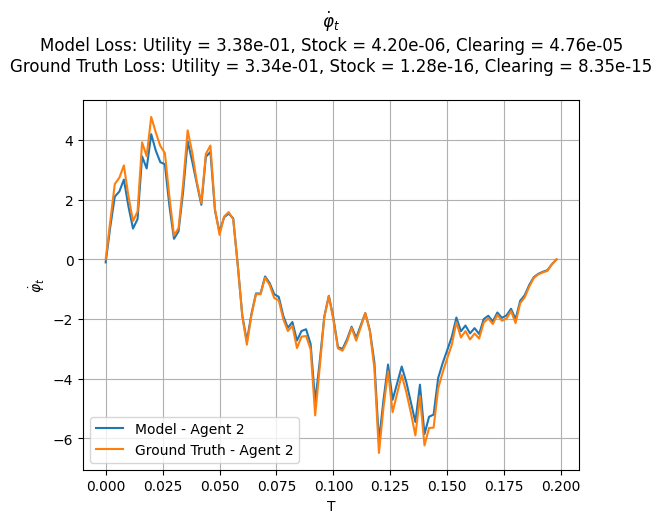 φ̇ₜ
Model Loss: Utility = 3.38e-01, Stock = 4.20e-06, Clearing = 4.76e-05
Ground Truth Loss: Utility = 3.34e-01, Stock = 1.28e-16, Clearing = 8.35e-15
4
2
0
−2
−4
−6
φ̇ₜ
Model - Agent 2
Ground Truth - Agent 2
0.000 0.025 0.050 0.075 0.100 0.125 0.150 0.175 0.200
T